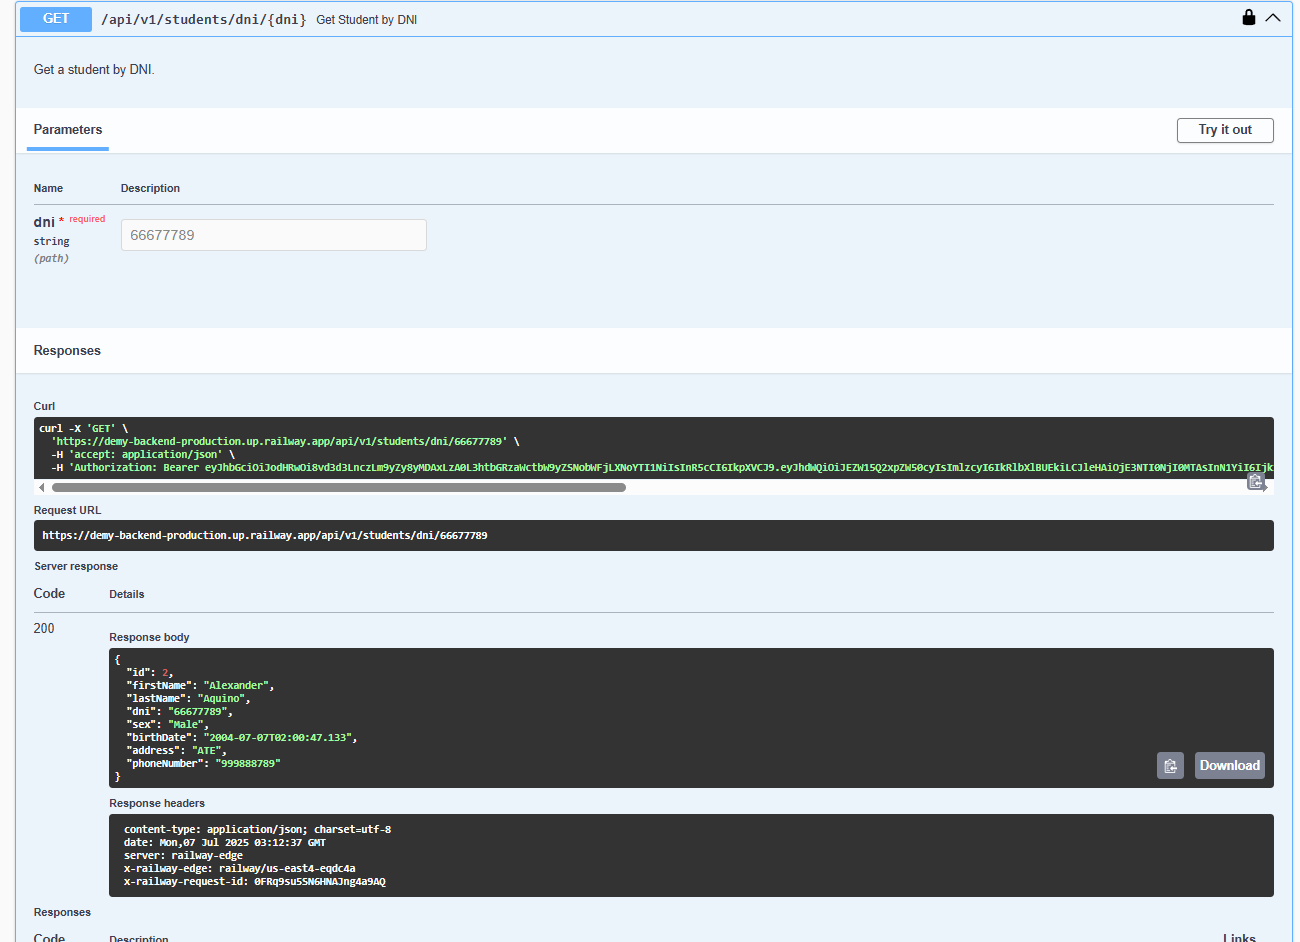 GET /api/v1/students/dni/{dni} Get Student by DNI
Get a student by DNI.
Parameters
Try it out
Name Description
dni * required
string
(path)
66677789
Responses
Curl
curl -X 'GET' \
'https://demy-backend-production.up.railway.app/api/v1/students/dni/66677789' \
-H 'accept: application/json' \
-H 'Authorization: Bearer
Request URL
https://demy-backend-production.up.railway.app/api/v1/students/dni/66677789
Server response
Code Details
200
Response body
{
"id": 2,
"firstName": "Alexander",
"lastName": "Aquino",
"dni": "66677789",
"sex": "Male",
"birthDate": "2004-07-07T02:00:47.133",
"address": "ATE",
"phoneNumber": "999888789"
}
Download
Response headers
content-type: application/json; charset=utf-8
date: Mon,07 Jul 2025 03:12:37 GMT
server: railway-edge
x-railway-edge: railway/us-east4-eqdc4a
x-railway-request-id: 0FRq9su5SN6HNAJng4a9AQ
Responses
Code Description Links